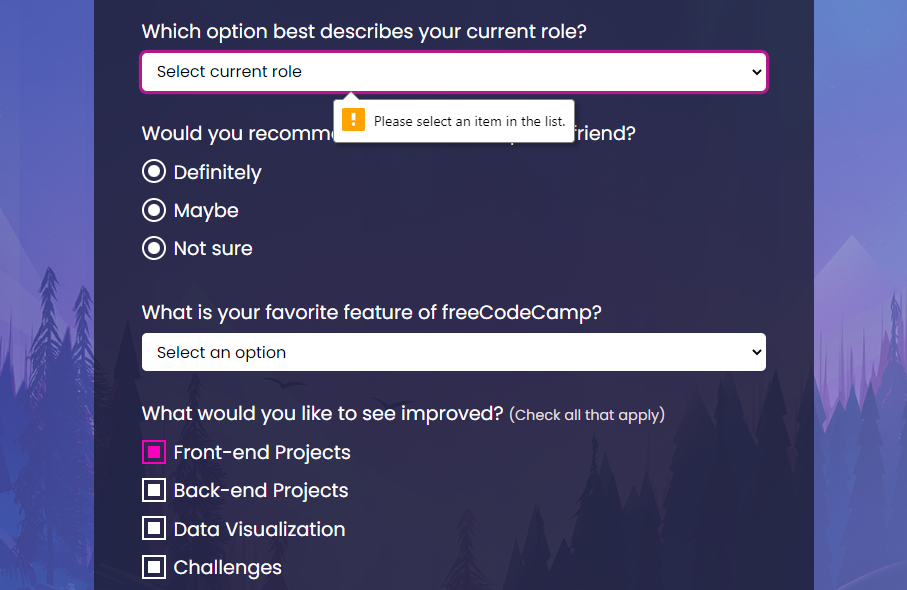 Which option best describes your current role?
Select current role
Please select an item in the list.
Would you recomm friend?
Definitely
Maybe
Not sure
What is your favorite feature of freeCodeCamp?
Select an option
What would you like to see improved? (Check all that apply)
Front-end Projects
Back-end Projects
Data Visualization
Challenges